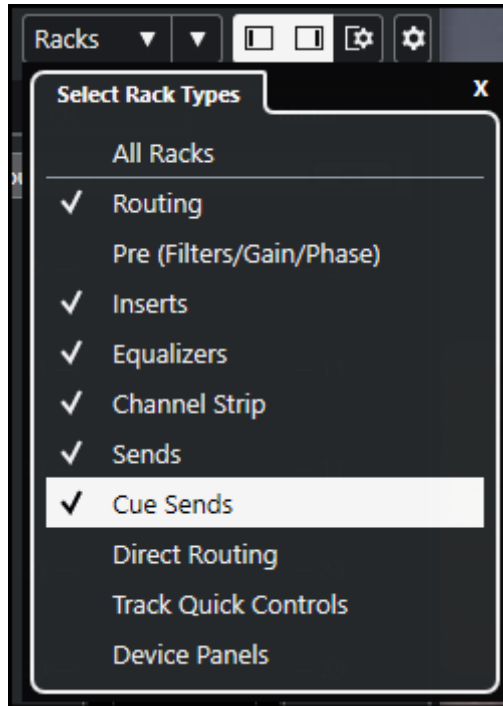 Racks
Select Rack Types
x
All Racks
Routing
Pre (Filters/Gain/Phase)
Inserts
Equalizers
Channel Strip
Sends
Cue Sends
Direct Routing
Track Quick Controls
Device Panels